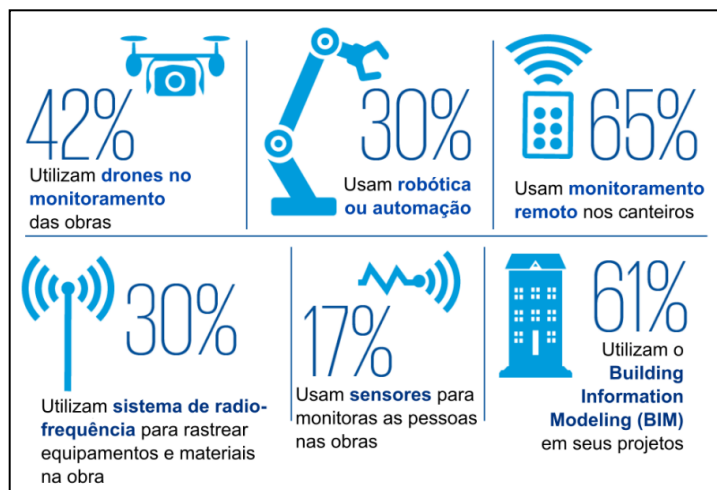 42%
Utilizam drones no
monitoramento
das obras
30%
Usam robótica
ou automação
65%
Usam monitoramento
remoto nos canteiros
30%
Utilizam sistema de radio-
frequência para rastrear
equipamentos e materiais
na obra
17%
Usam sensores para
monitoras as pessoas
nas obras
61%
Utilizam o
Building
Information
Modeling (BIM)
em seus projetos